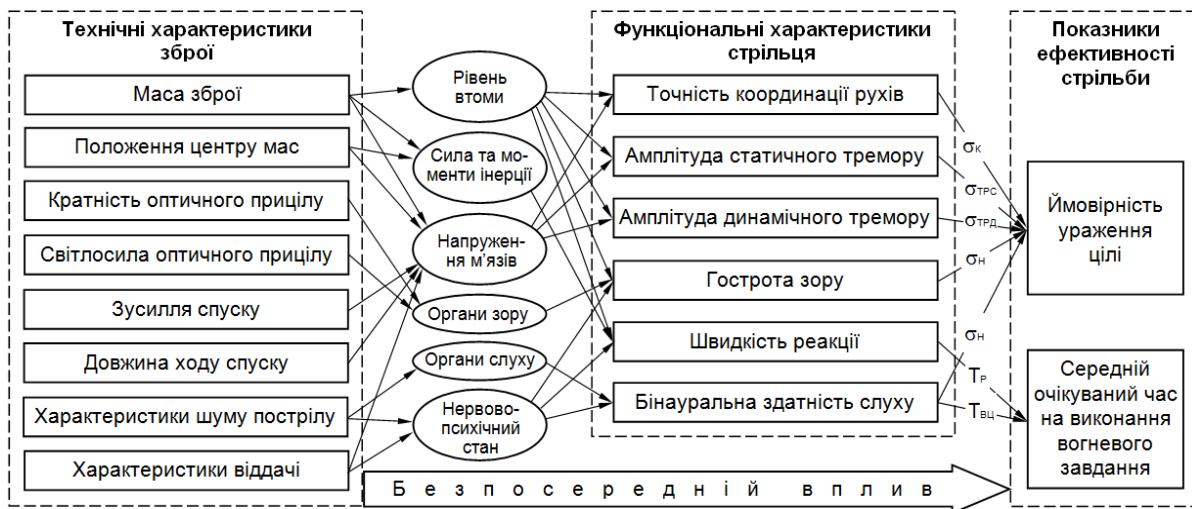 Технічні характеристики
зброї
Маса зброї
Положення центру мас
Кратність оптичного прицілу
Світлосила оптичного прицілу
Зусилля спуску
Довжина ходу спуску
Характеристики шуму пострілу
Характеристики віддачі
Рівень
втоми
Сила та мо-
менти інерції
Напружен-
ня м’язів
Органи зору
Органи слуху
Нервово-
психічний
стан
Функціональні характеристики
стрільця
Точність координації рухів
Амплітуда статичного тремору
Амплітуда динамічного тремору
Гострота зору
Швидкість реакції
Бінауральна здатність слуху
σК
σТРС
σТРД
σН
σН
ТР
ТВЦ
Показники
ефективності
стрільби
Ймовірність
ураження
цілі
Середній
очікуваний час
на виконання
вогневого
завдання
Безпосередній вплив